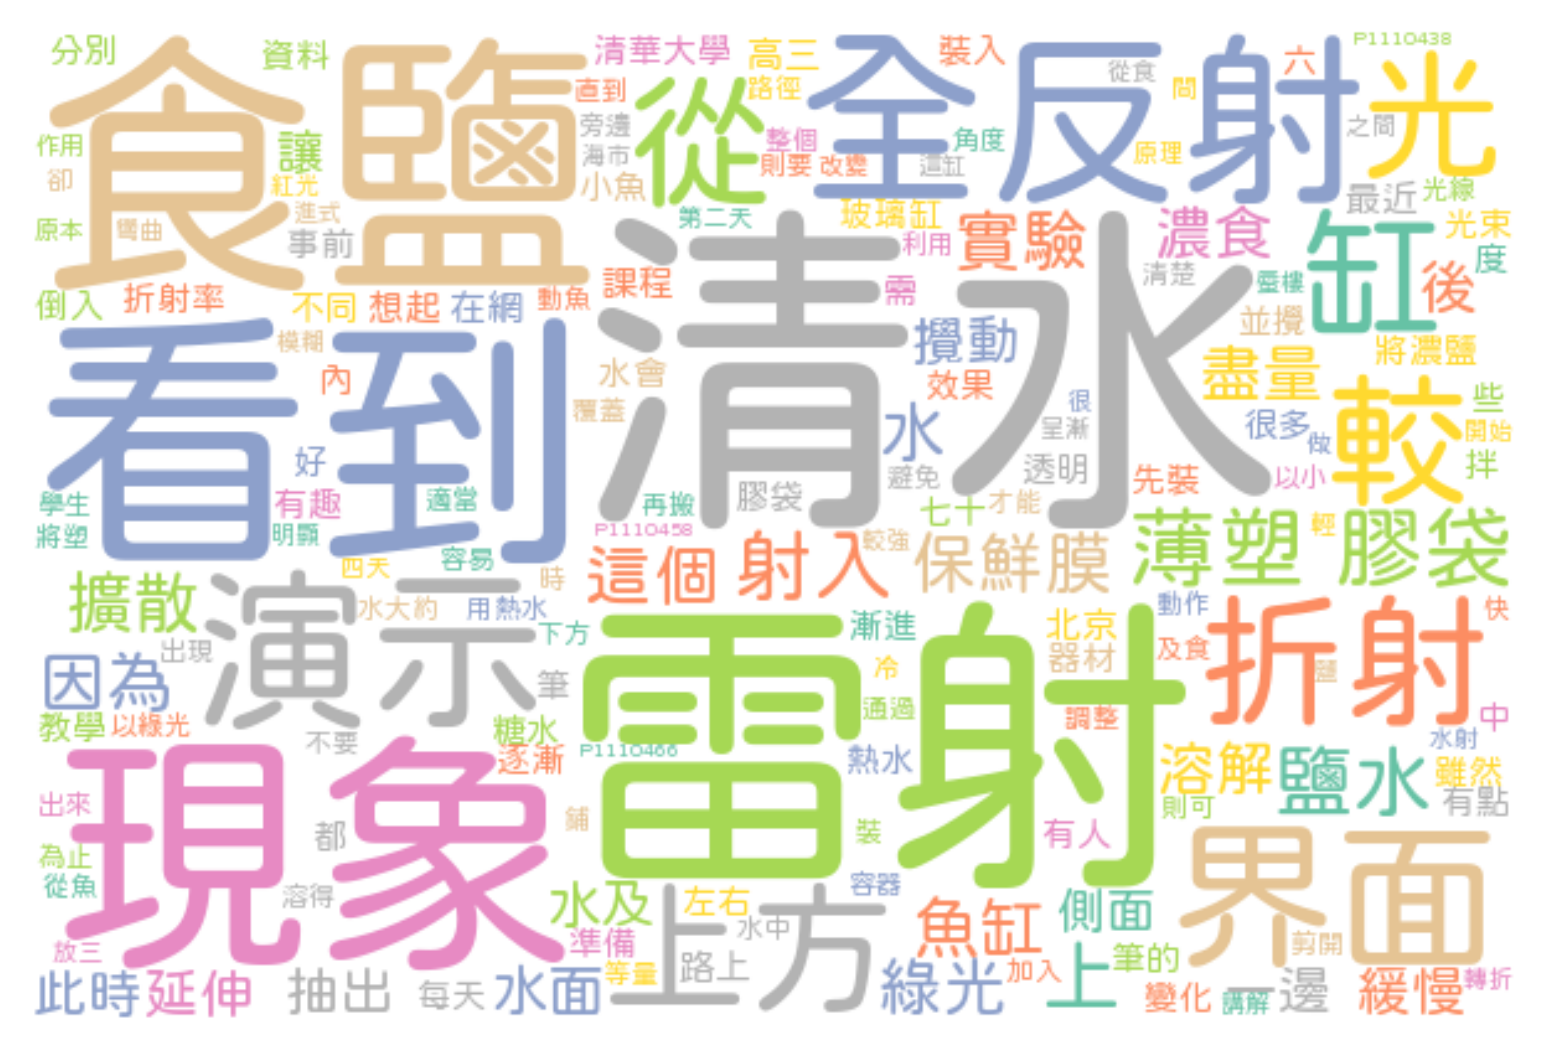 分別 資料 清華大學 高三 裝入 六 P1110438
食鹽 從 全反射 光
直到 路徑 從食 間
作用 讓 旁邊 整個 角度 原理 之間
卻 紅光 海市 小魚 則要 改變 這缸 最近 光線
原本 彎曲 進式 事前 第二天 玻璃缸 利用 實驗 濃食 缸 光束 度
倒入 折射率 不同 想起 在網 動魚 課程 清水 需 清楚 蜃樓 後
看到 模糊 內 水會 攪動 並攪 將濃鹽
覆蓋 效果 很 盡量 較 些
好 水 呈漸 很多 做 開始
學生 有趣 適當 再搬 膠袋 避免 透明 先裝 以小 拌
將塑 明顯 容易 P1110458 較強 七十 才能 薄塑 輕 膠袋
四天 時 這個 射入 保鮮膜
擴散 演示 水大約 用熱水 下方 雷射 漸進 北京 動作 折射 快
因為 出現 筆 冷 器材 及食 鹽
教學 以綠光 不要 糖水 通過 調整 中
現象 逐漸 P1110466 熱水 溶解 鹽水 水射 雖然
出來 都 鋪 裝 有人 則可 有點
為止 從魚 溶得 水及 上方 左右 容器 魚缸 側面 界面
放三 準備 水中 剪開
此時 延伸 抽出 每天 水面 等量 路上 綠光 加入 上 筆的 變化 講解 一邊 緩慢 轉折